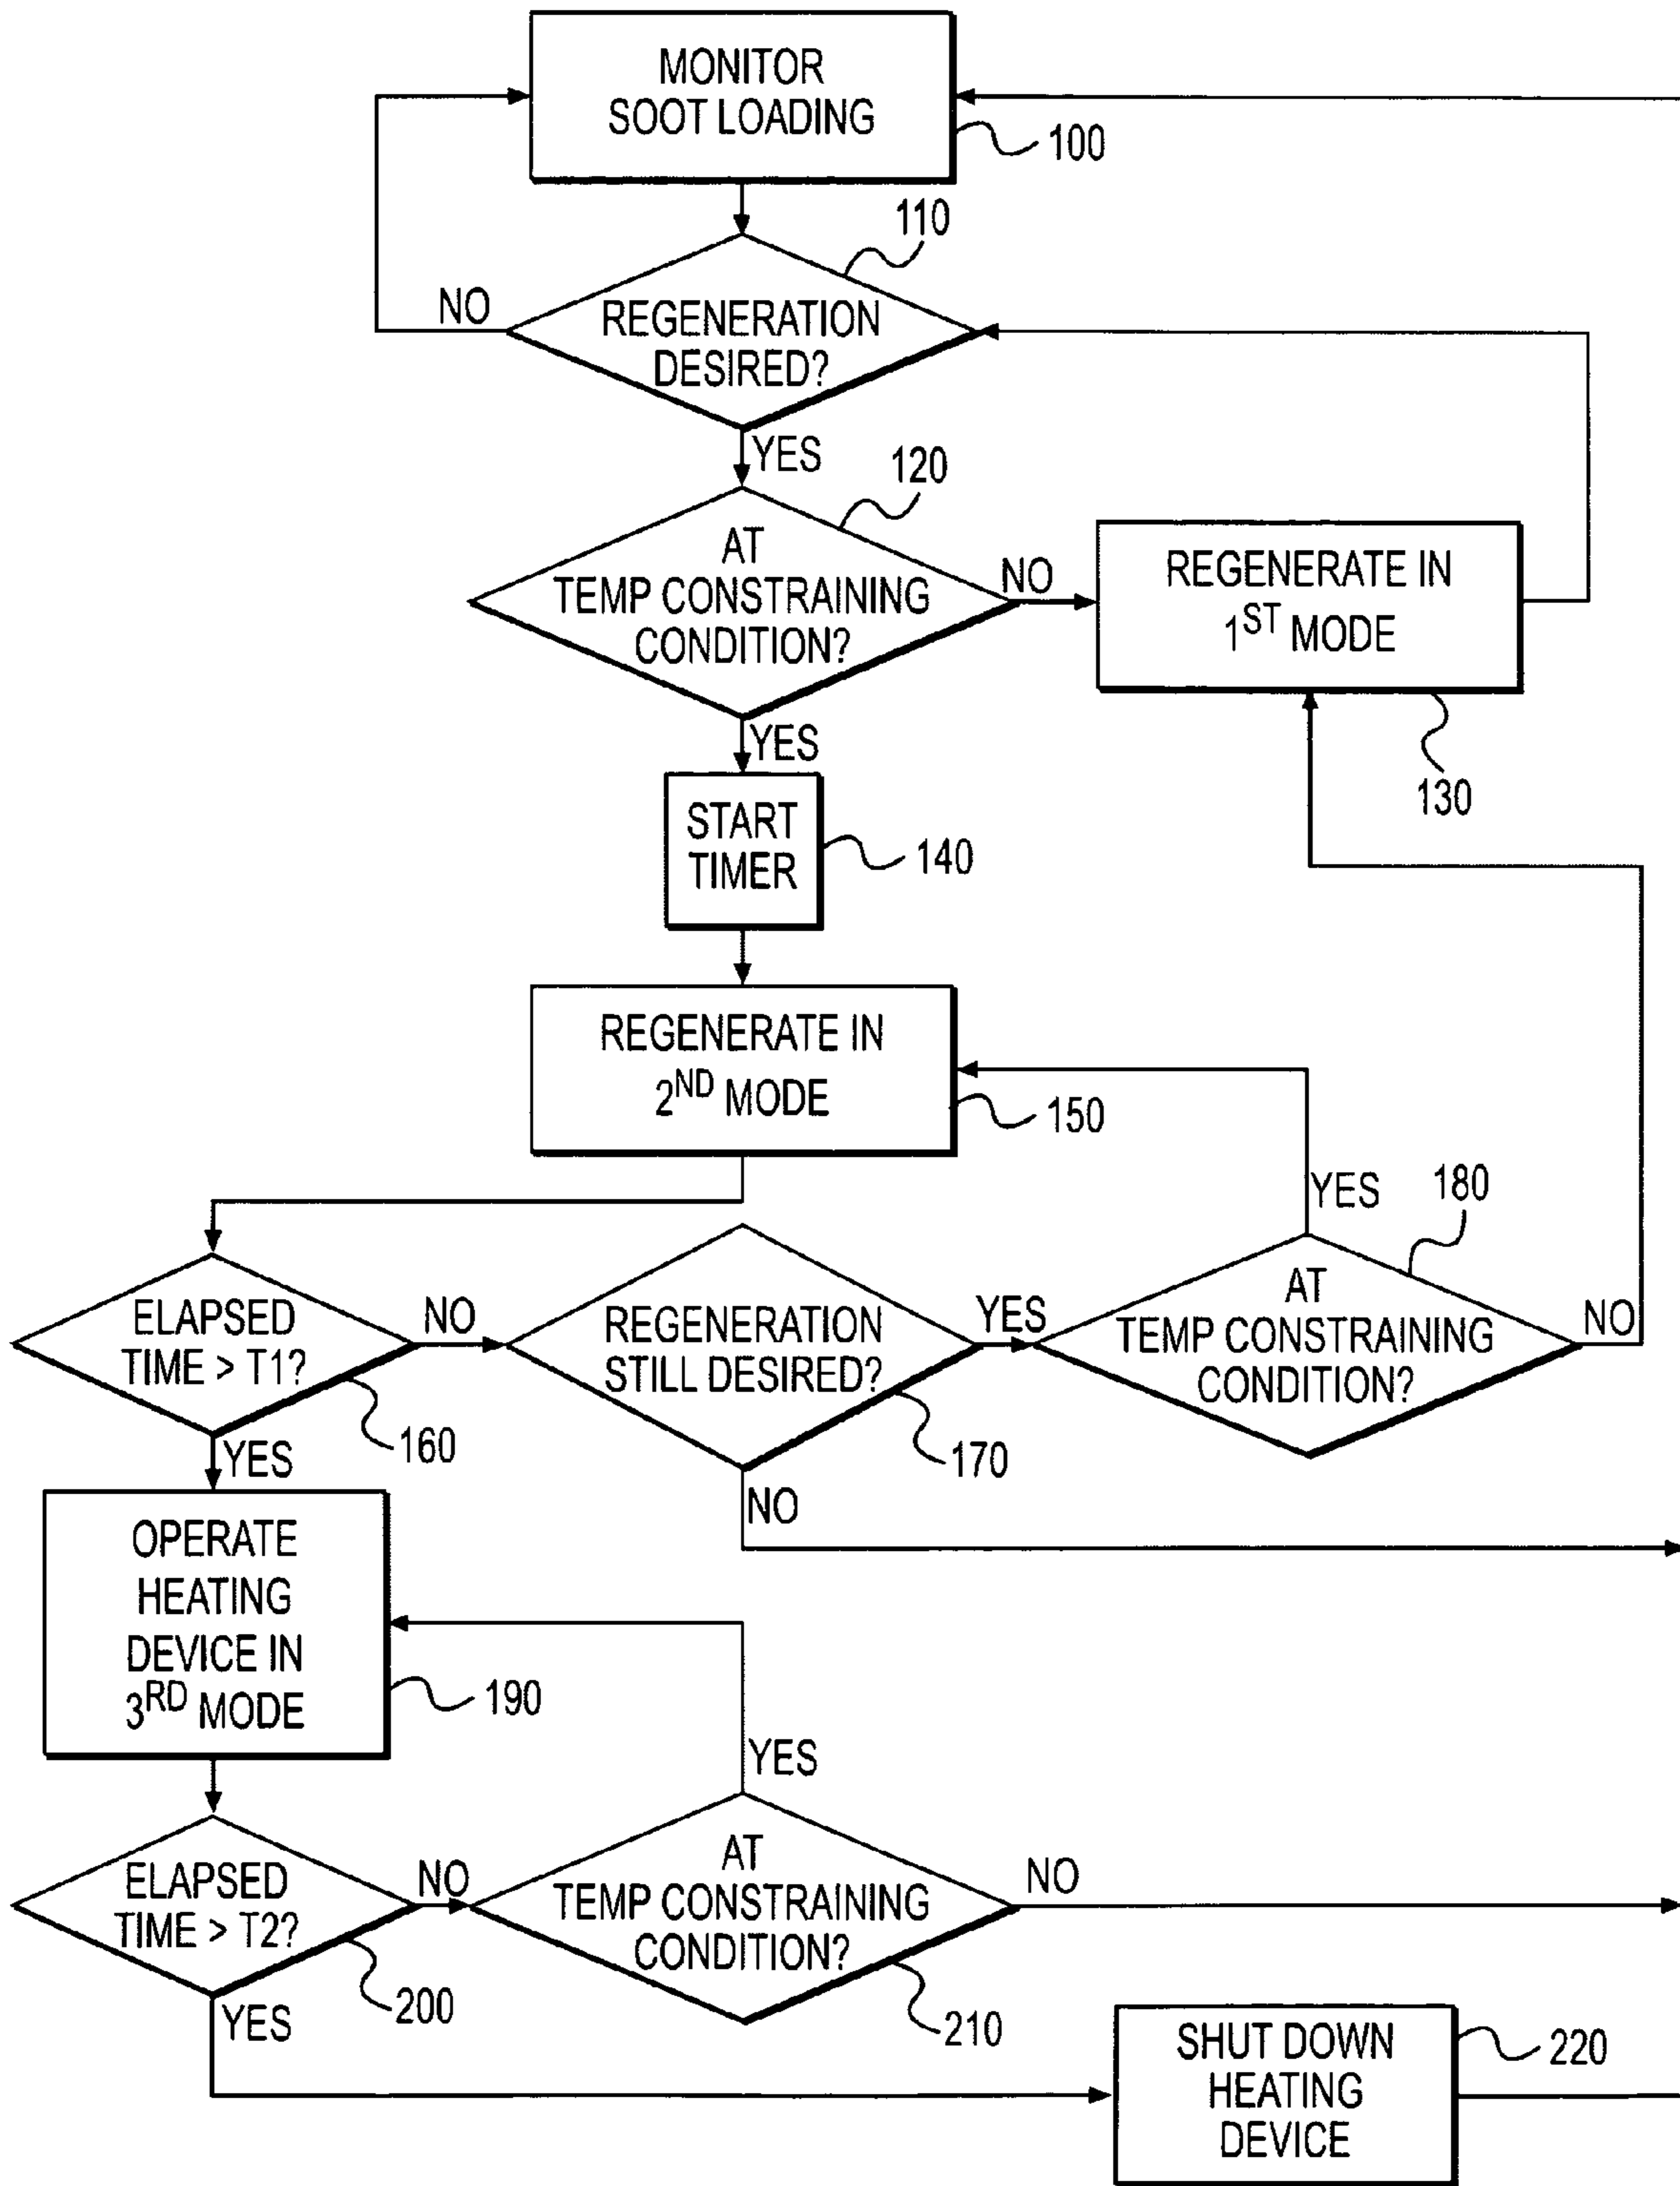 MONITOR
SOOT LOADING
100
110
NO
REGENERATION
DESIRED?
YES
120
AT
TEMP CONSTRAINING
CONDITION?
NO
REGENERATE IN
1ST MODE
130
YES
START
TIMER
140
REGENERATE IN
2ND MODE
150
YES
180
ELAPSED
TIME > T1?
NO
160
REGENERATION
STILL DESIRED?
YES
170
AT
TEMP CONSTRAINING
CONDITION?
NO
YES
NO
OPERATE
HEATING
DEVICE IN
3RD MODE
190
YES
ELAPSED
TIME > T2?
NO
200
AT
TEMP CONSTRAINING
CONDITION?
NO
210
YES
SHUT DOWN
HEATING
DEVICE
220